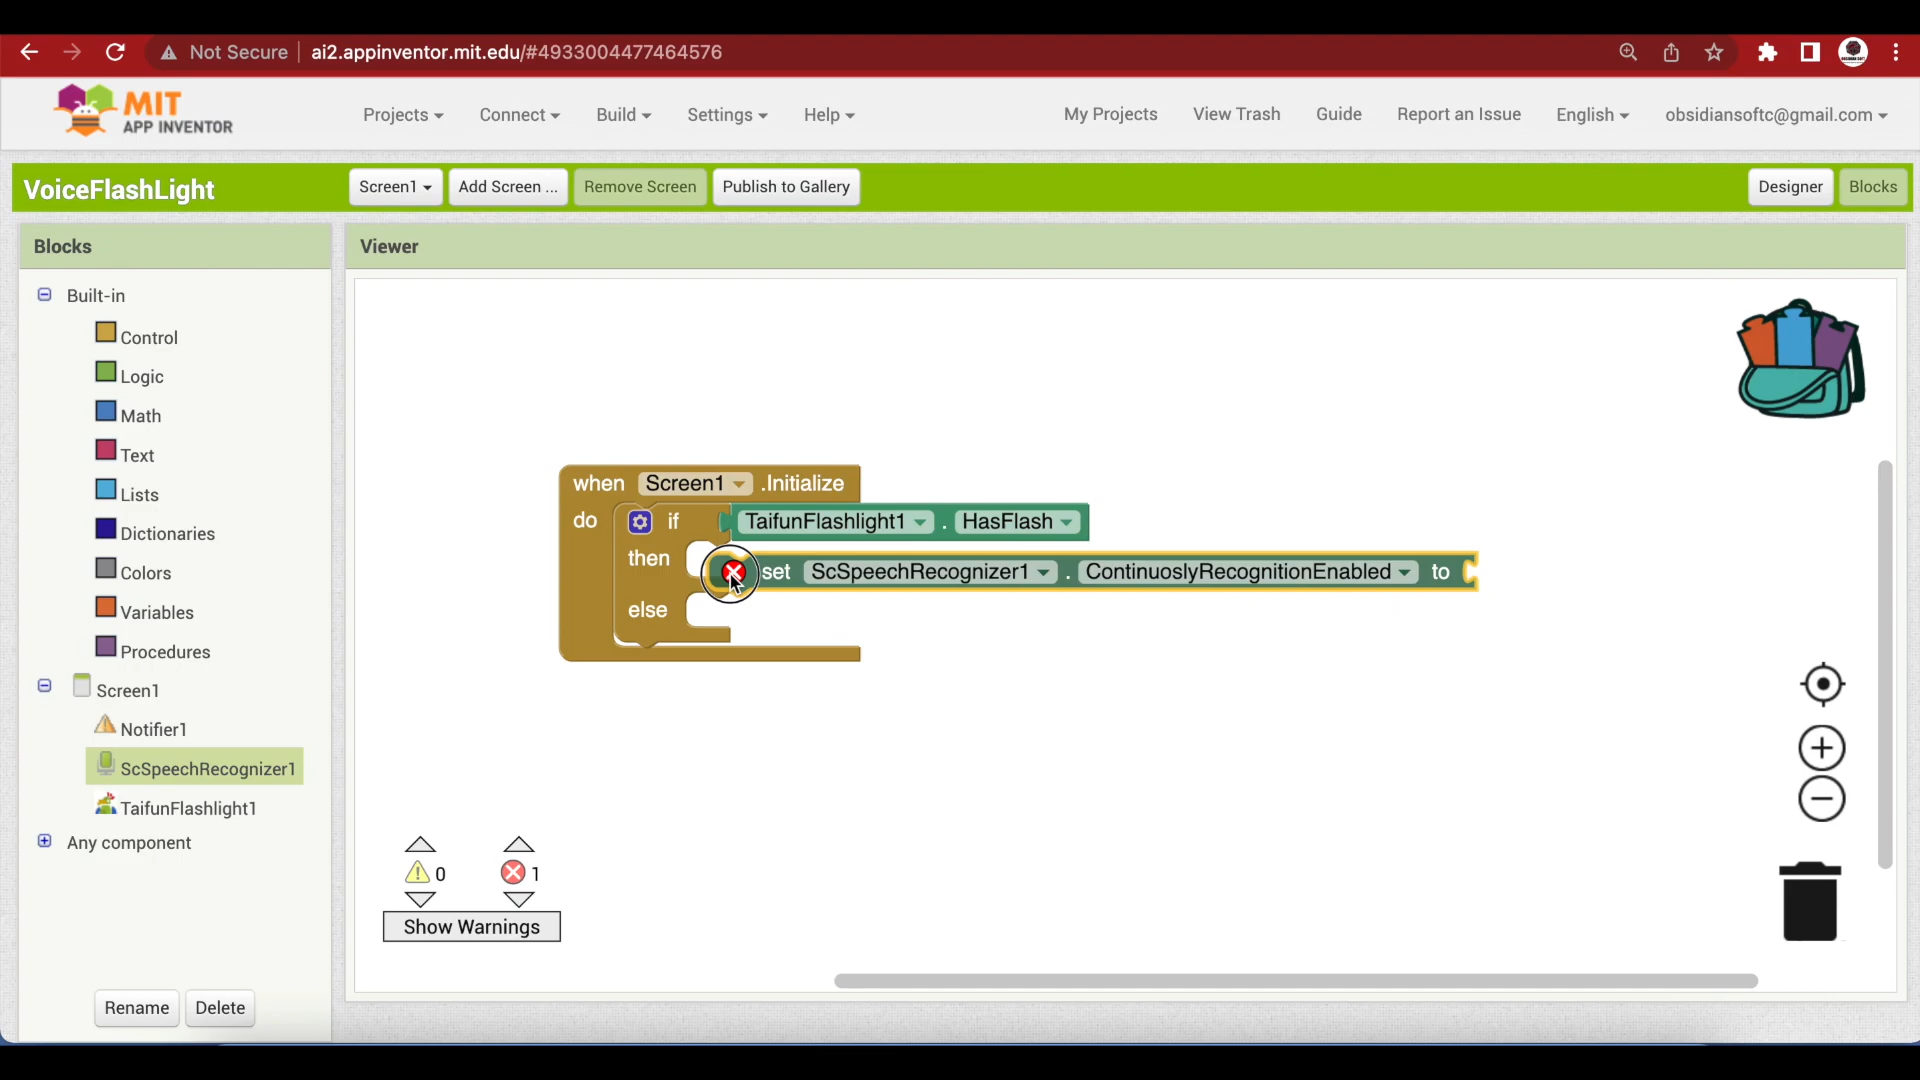 Not Secure ai2.appinventor.mit.edu/#4933004477464576
MIT
APP INVENTOR
Projects Connect Build Settings Help My Projects View Trash Guide Report an Issue English obsidiansoftc@gmail.com
VoiceFlashLight Screen1 Add Screen ... Remove Screen Publish to Gallery Designer Blocks
Blocks
Viewer
Built-in
Control
Logic
Math
Text
Lists
Dictionaries
Colors
Variables
Procedures
Screen1
Notifier1
ScSpeechRecognizer1
TaifunFlashlight1
Any component
Rename Delete
when Screen1 .Initialize
do if TaifunFlashlight1 . HasFlash
then set ScSpeechRecognizer1 . ContinuoslyRecognitionEnabled to
else
0 1
Show Warnings